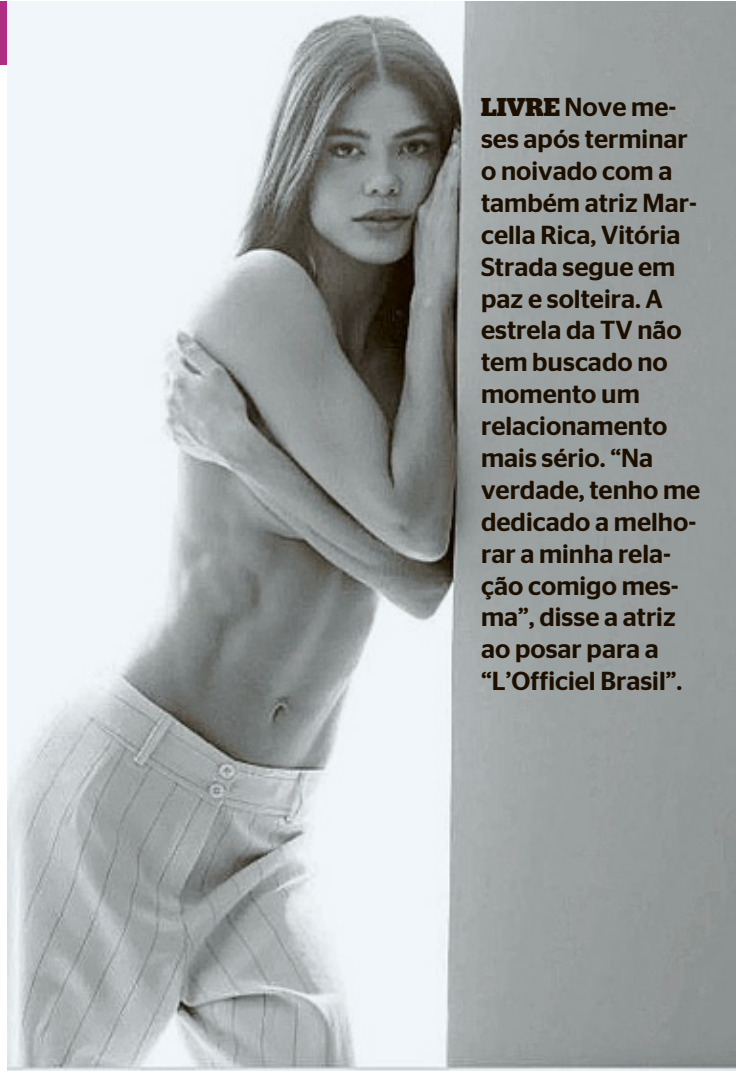 LIVRE Nove me-
ses após terminar
o noivado com a
também atriz Mar-
cella Rica, Vitória
Strada segue em
paz e solteira. A
estrela da TV não
tem buscado no
momento um
relacionamento
mais sério. “Na
verdade, tenho me
dedicado a melho-
rar a minha rela-
ção comigo mes-
ma”, disse a atriz
ao posar para a
“L’Officiel Brasil”.